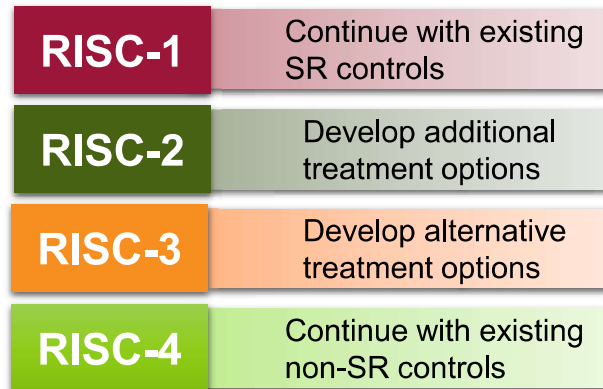 RISC-1
Continue with existing
SR controls
RISC-2
Develop additional
treatment options
RISC-3
Develop alternative
treatment options
RISC-4
Continue with existing
non-SR controls